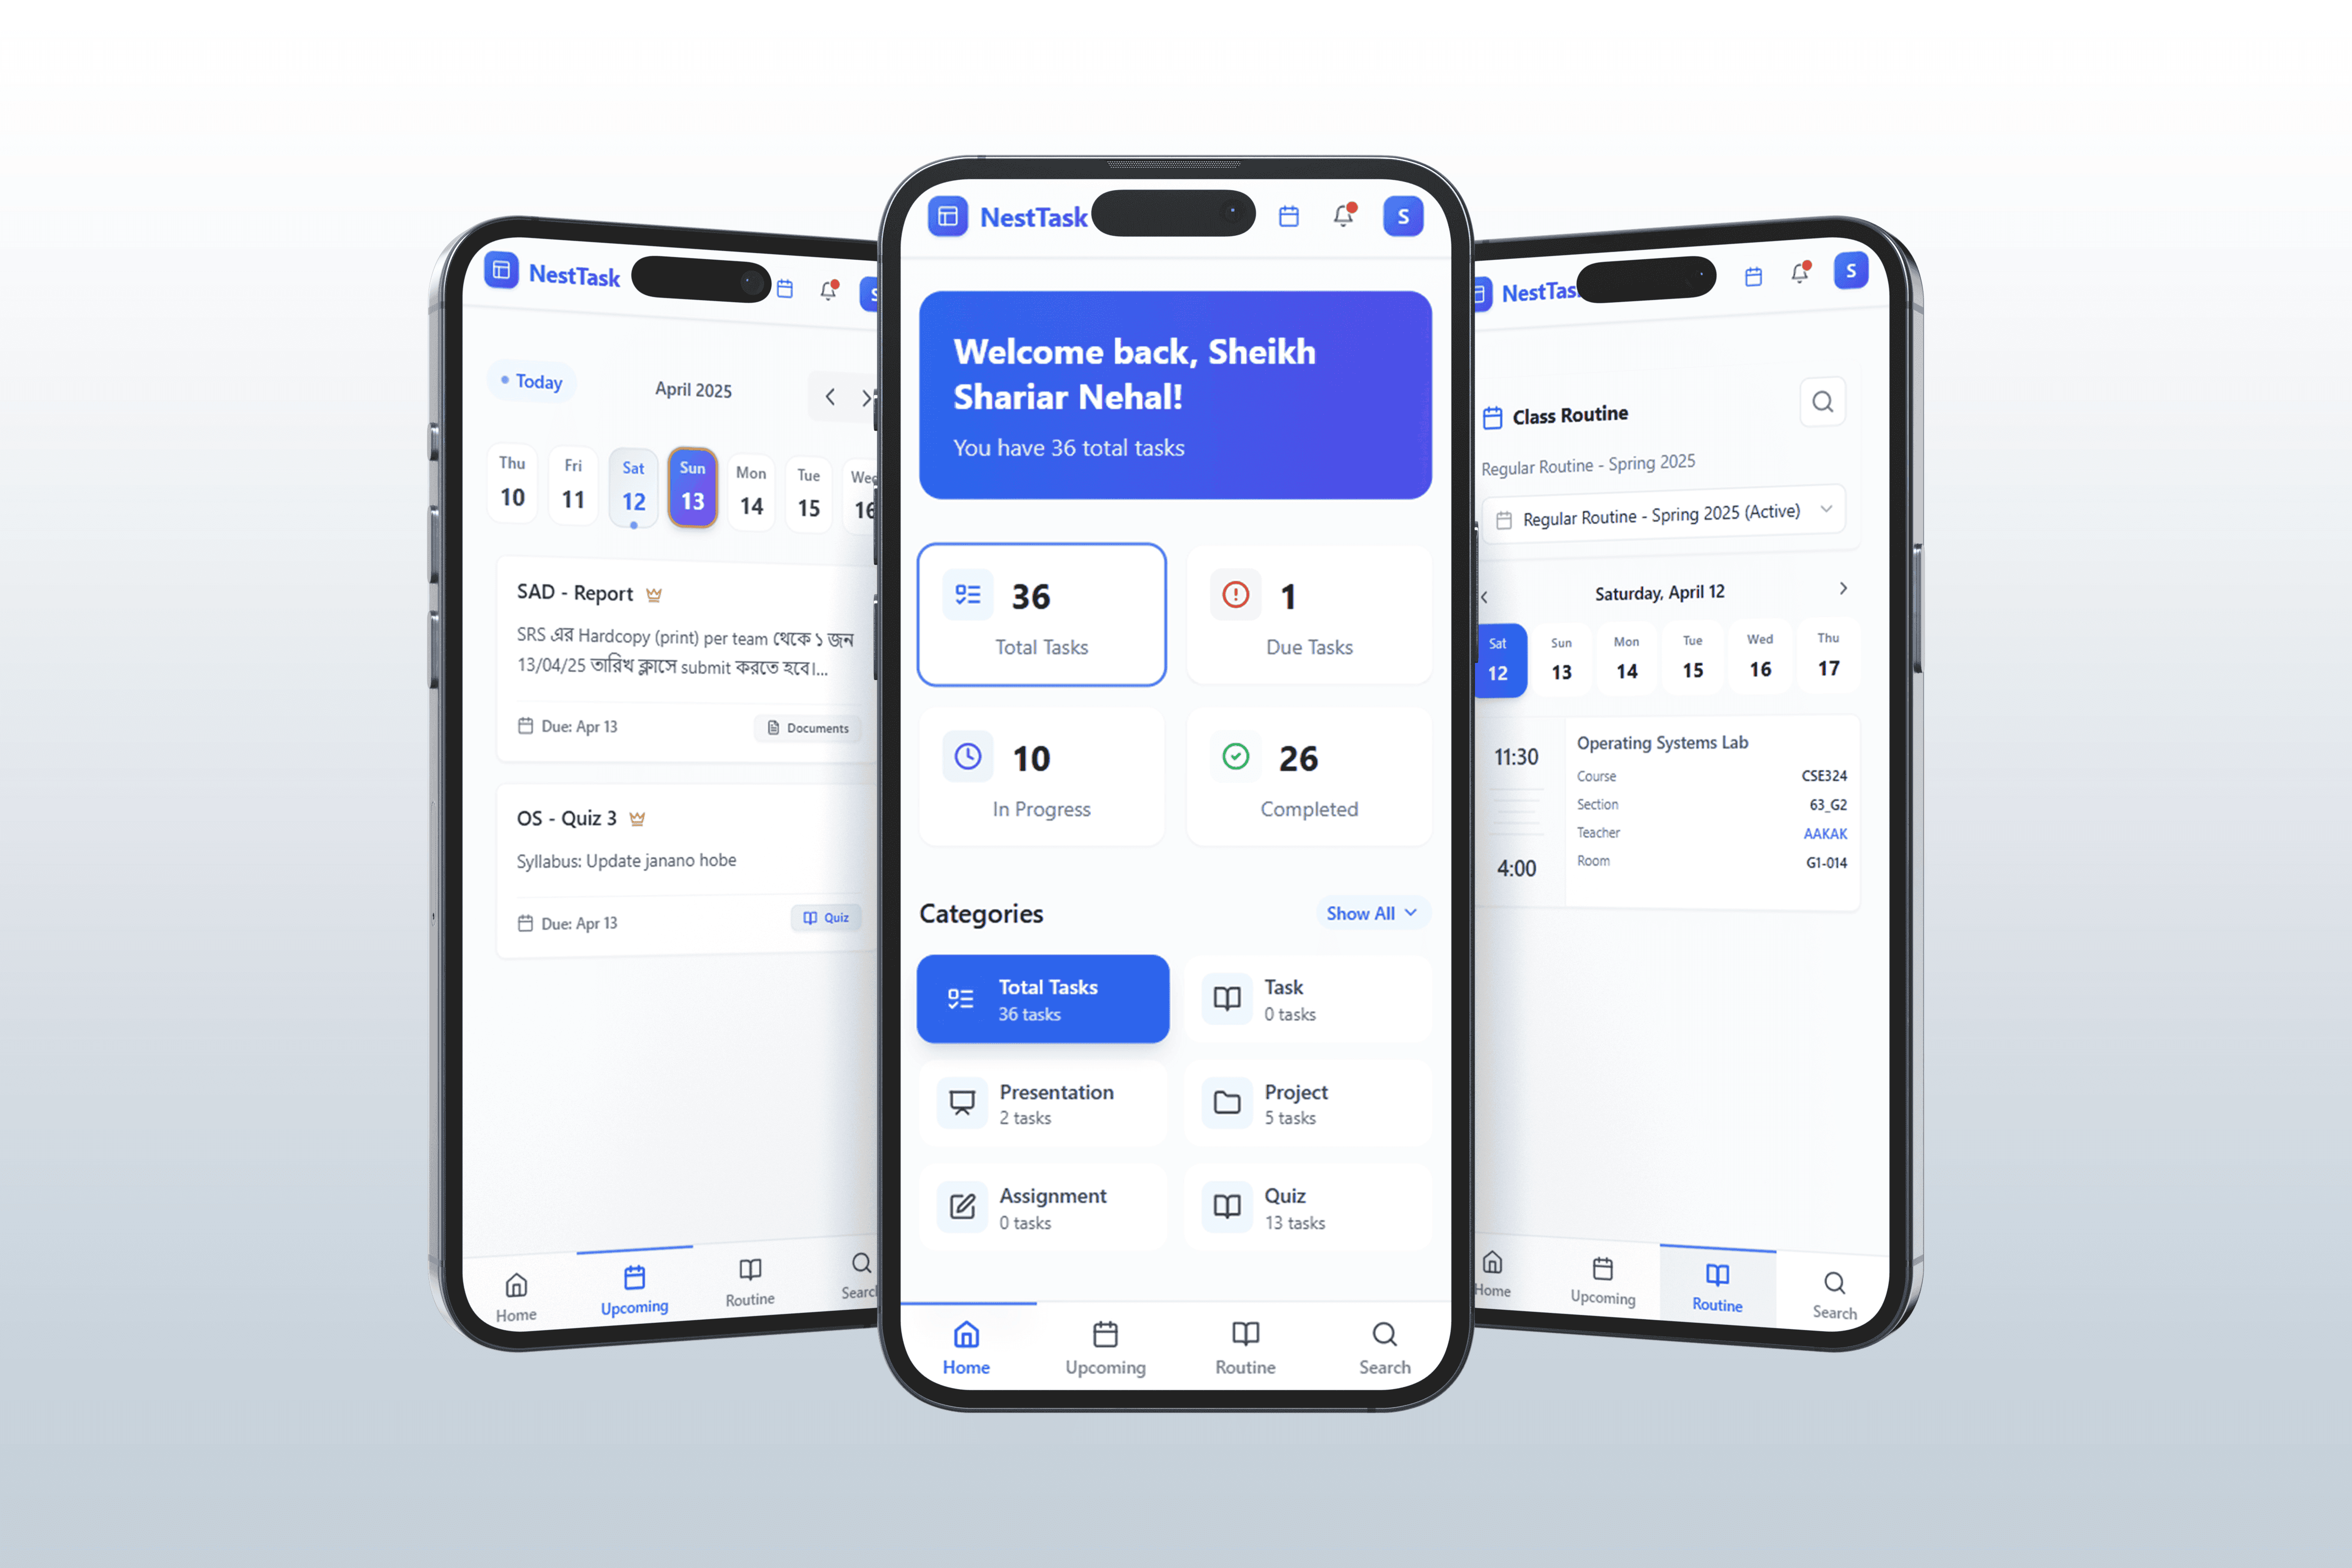 NestTask
Today
April 2025
Thu
10
Fri
11
Sat
12
Sun
13
Mon
14
Tue
15
Wed
16
SAD - Report
SRS এর Hardcopy (print) per team থেকে ১ জন
13/04/25 তারিখ ক্লাসে submit করতে হবে।...
Due: Apr 13
Documents
OS - Quiz 3
Syllabus: Update janano hobe
Due: Apr 13
Quiz
Home
Upcoming
Routine
Search
NestTask
S
Welcome back, Sheikh
Shariar Nehal!
You have 36 total tasks
36
Total Tasks
1
Due Tasks
10
In Progress
26
Completed
Categories
Show All
Total Tasks
36 tasks
Task
0 tasks
Presentation
2 tasks
Project
5 tasks
Assignment
0 tasks
Quiz
13 tasks
Home
Upcoming
Routine
Search
NestTas
S
Class Routine
Regular Routine - Spring 2025
Regular Routine - Spring 2025 (Active)
Saturday, April 12
Sat
12
Sun
13
Mon
14
Tue
15
Wed
16
Thu
17
11:30
4:00
Operating Systems Lab
Course CSE324
Section 63_G2
Teacher AAKAK
Room G1-014
Home
Upcoming
Routine
Search